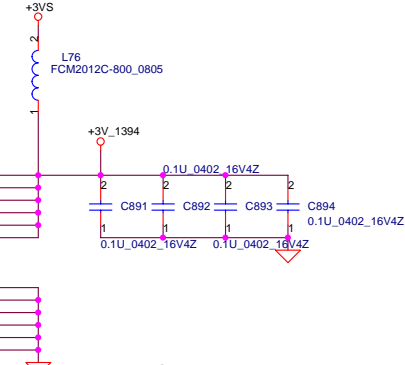 +3VS
2
L76
FCM2012C-800_0805
1
+3V_1394
0.1U_0402_16V4Z
2 2 2 2
C891 C892 C893 C894
0.1U_0402_16V4Z
1 1 1 1
0.1U_0402_16V4Z 0.1U_0402_16V4Z